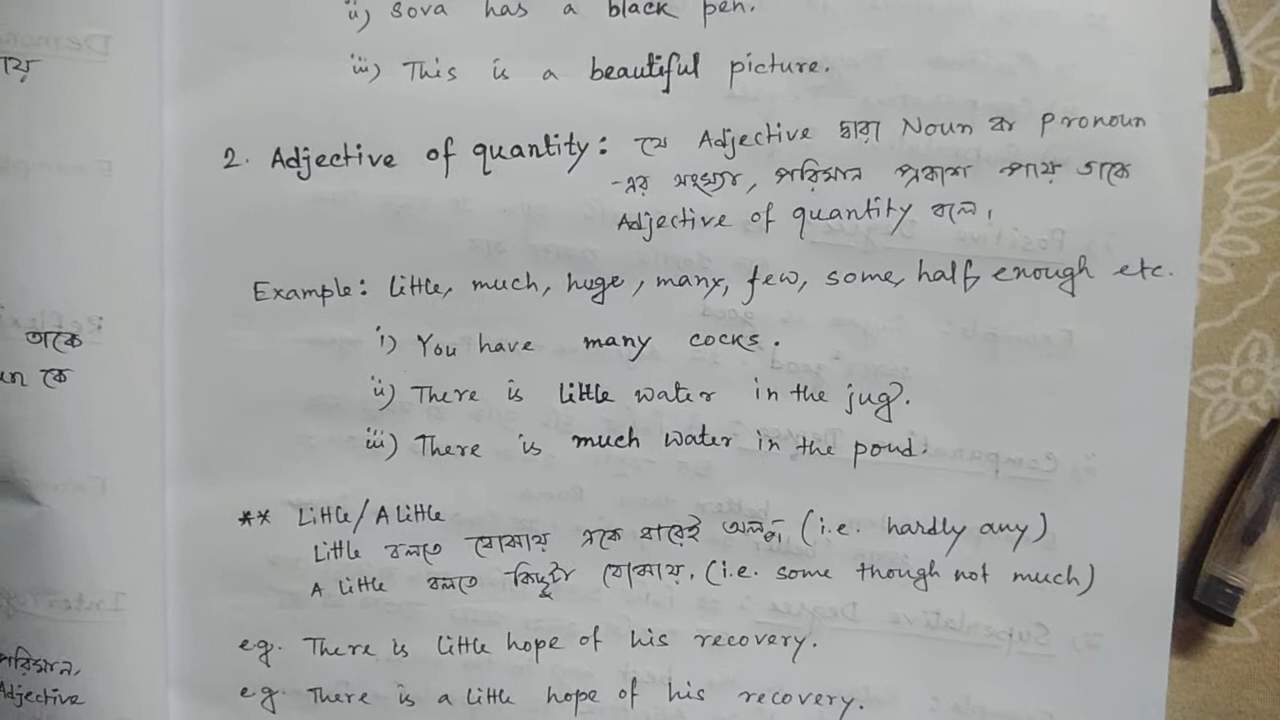 ii) Sova has a black pen.
iii) This is a beautiful picture.
2. Adjective of quantity: যে Adjective দ্বারা Noun বা pronoun
-এর সংখ্যার, পরিমান প্রকাশ পায় তাকে
Adjective of quantity বলে।
Example: little, much, huge, many, few, some, half, enough etc.
i) You have many cocks.
ii) There is little water in the jug.
iii) There is much water in the pond.
** Little / A little
Little বলতে বোঝায় একে বারেই অল্প (i.e. hardly any)
A little বলতে কিছুটা বোঝায়. (i.e. some though not much)
e.g. There is little hope of his recovery.
e.g. There is a little hope of his recovery.
তাকে
কে
পরিমান,
Adjective